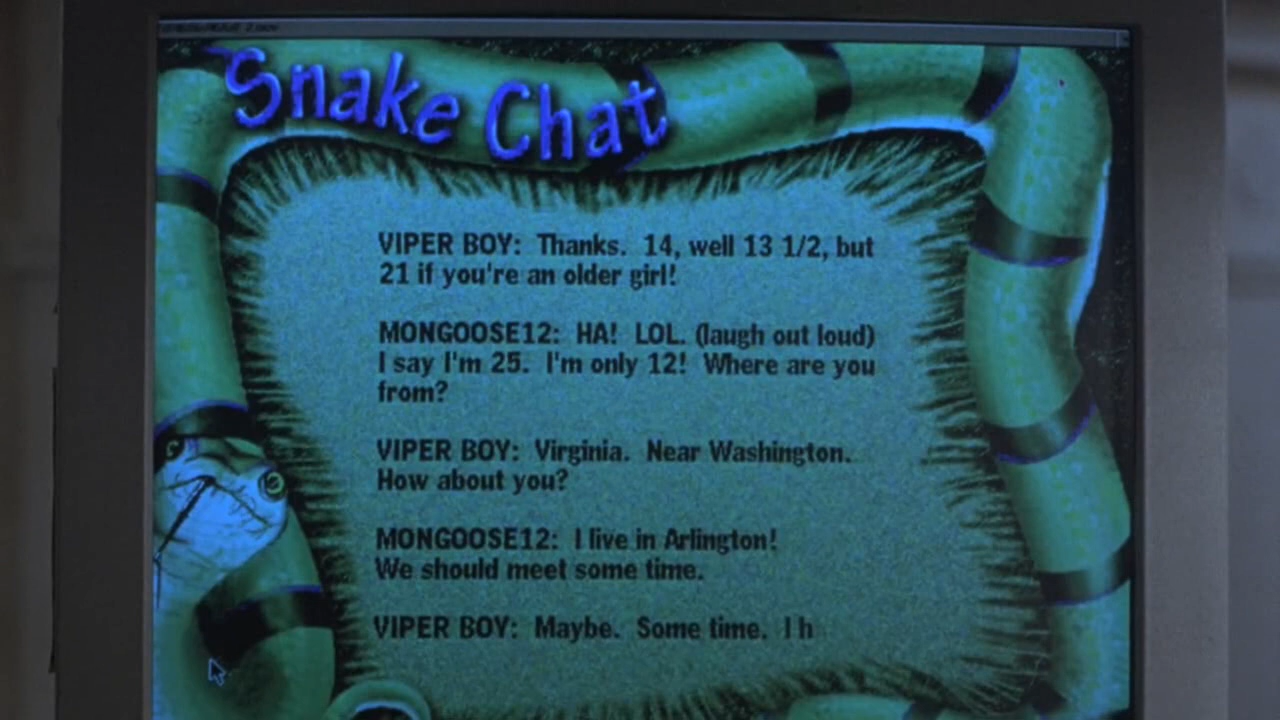 Snake Chat
VIPER BOY: Thanks. 14, well 13 1/2, but
21 if you're an older girl!
MONGOOSE12: HA! LOL. (laugh out loud)
I say I'm 25. I'm only 12! Where are you
from?
VIPER BOY: Virginia. Near Washington.
How about you?
MONGOOSE12: I live in Arlington!
We should meet some time.
VIPER BOY: Maybe. Some time. I h